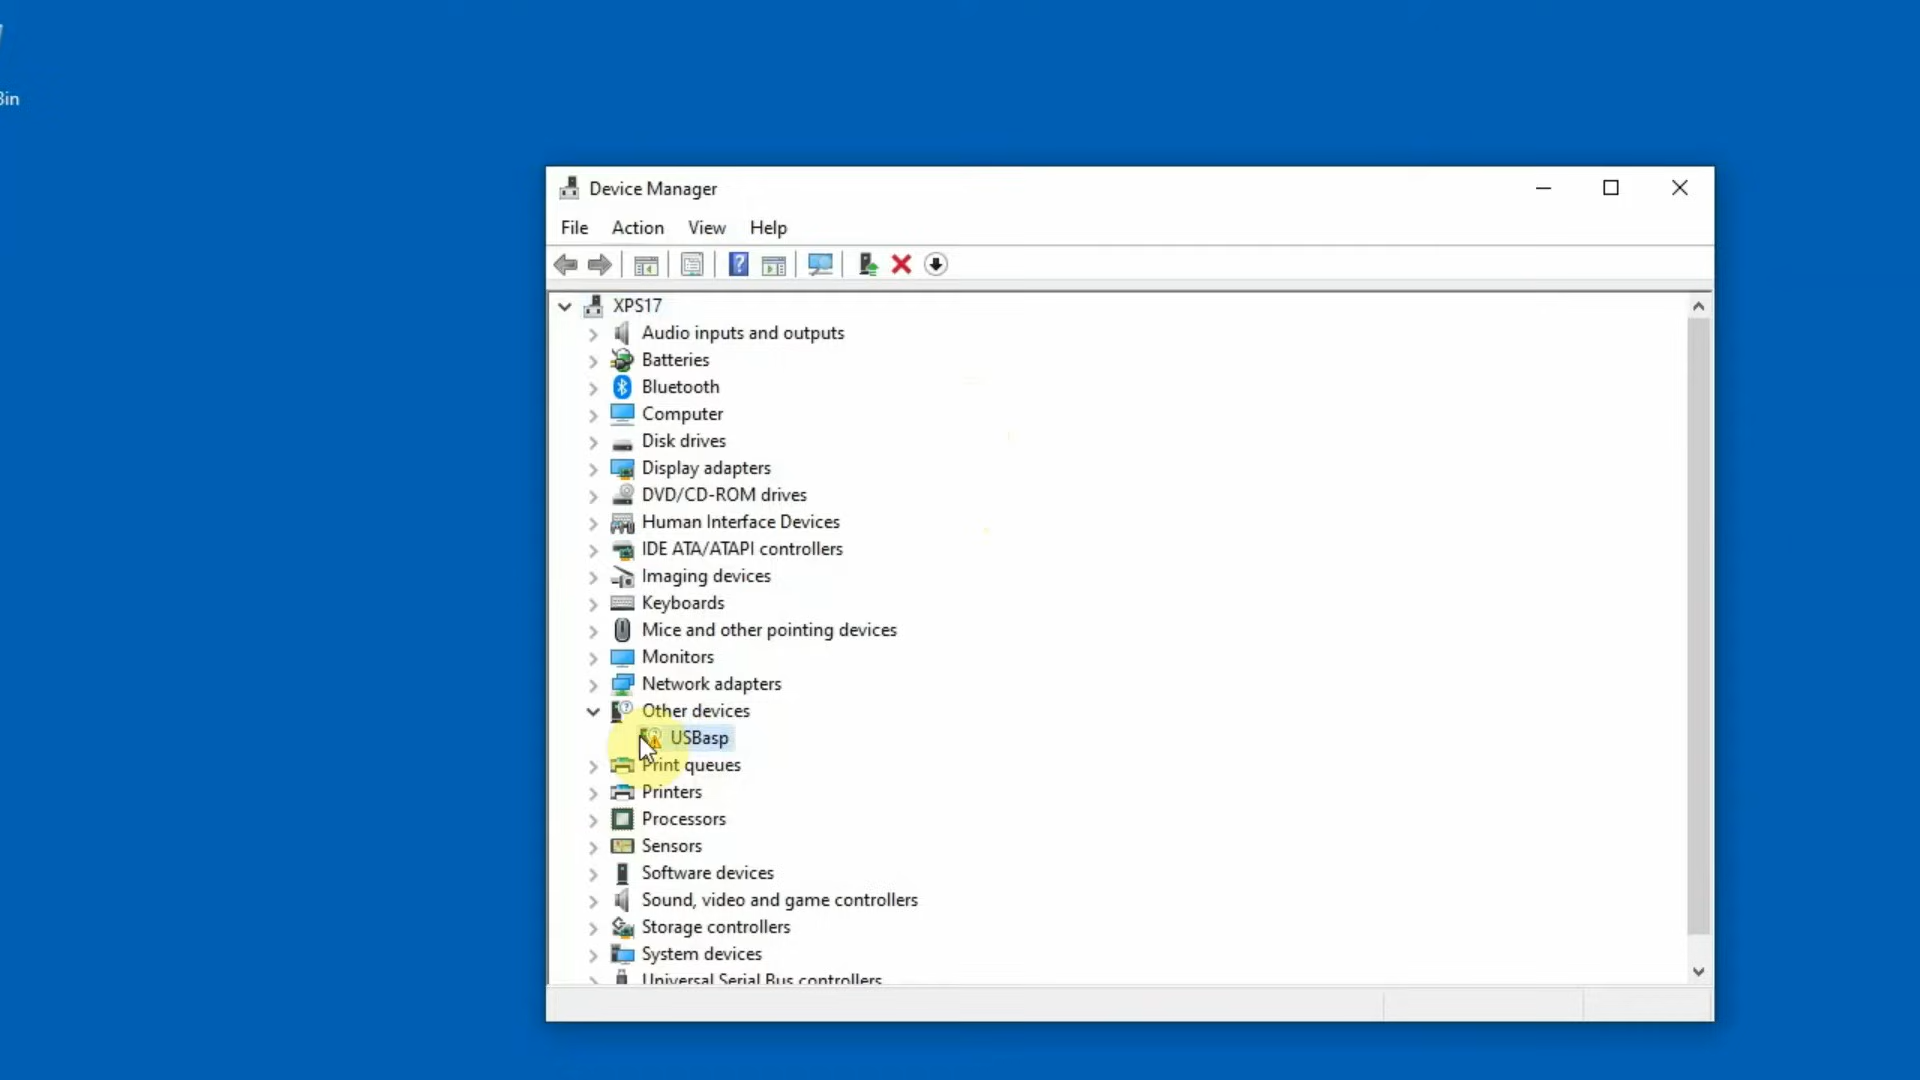 Bin
Device Manager
File Action View Help
XPS17
Audio inputs and outputs
Batteries
Bluetooth
Computer
Disk drives
Display adapters
DVD/CD-ROM drives
Human Interface Devices
IDE ATA/ATAPI controllers
Imaging devices
Keyboards
Mice and other pointing devices
Monitors
Network adapters
Other devices
USBasp
Print queues
Printers
Processors
Sensors
Software devices
Sound, video and game controllers
Storage controllers
System devices
Universal Serial Bus controllers